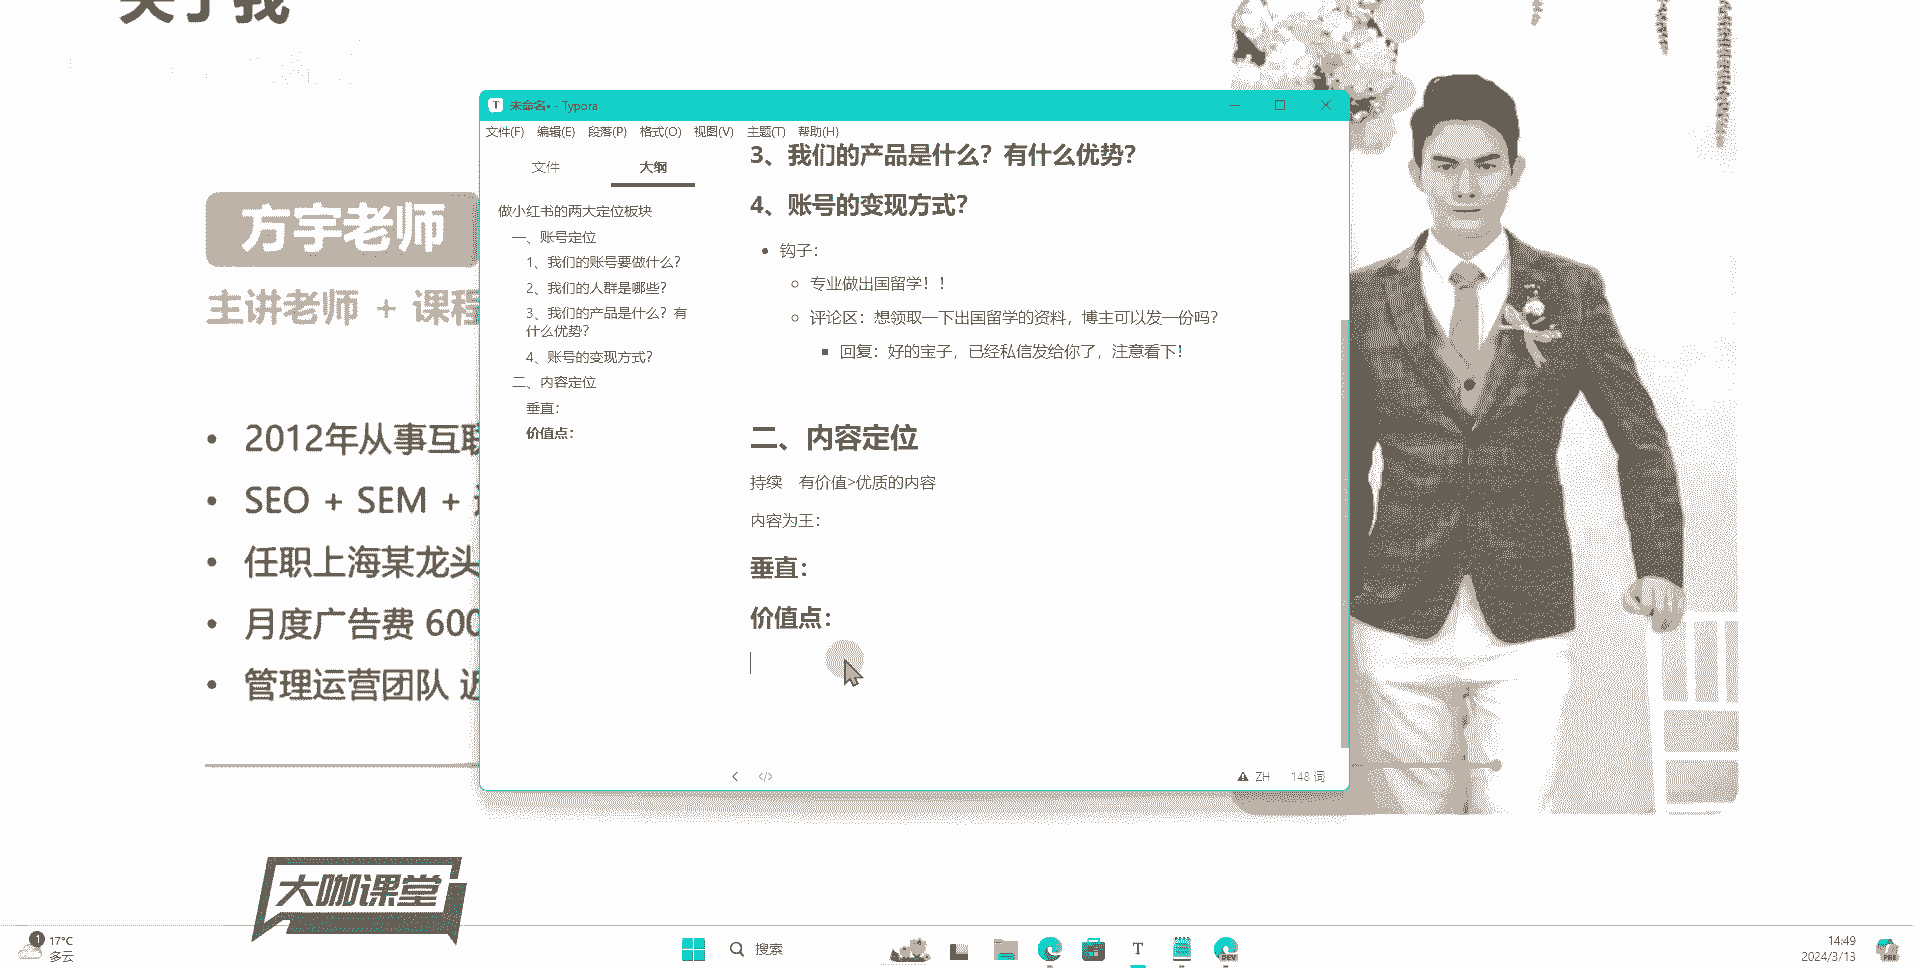 关于我
方宇老师
主讲老师 + 课程
2012年从事互联
SEO + SEM +
任职上海某龙头
月度广告费 600
管理运营团队 近
大咖课堂
未命名• - Typora
文件(F) 编辑(E) 段落(P) 格式(O) 视图(V) 主题(T) 帮助(H)
文件 大纲
做小红书的两大定位板块
一、账号定位
1、我们的账号要做什么？
2、我们的人群是哪些？
3、我们的产品是什么？有
什么优势？
4、账号的变现方式？
二、内容定位
垂直：
价值点：
3、我们的产品是什么？有什么优势？
4、账号的变现方式？
钩子：
专业做出国留学！！
评论区：想领取一下出国留学的资料，博主可以发一份吗？
回复：好的宝子，已经私信发给你了，注意看下！
二、内容定位
持续 有价值>优质的内容
内容为王：
垂直：
价值点：
ZH 148 词
1 17°C
多云
搜索
T
DEV
14:49
2024/3/13
PRE